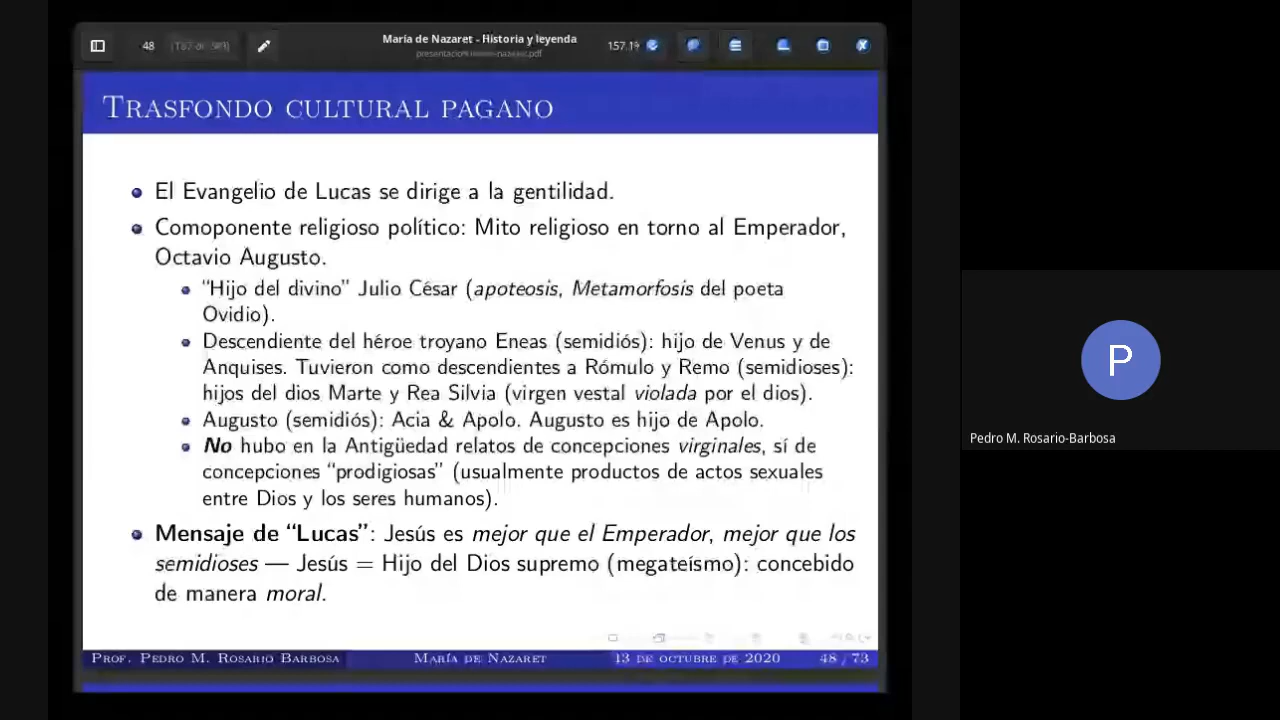 María de Nazaret - Historia y leyenda
48
157.1%
TRASFONDO CULTURAL PAGANO
El Evangelio de Lucas se dirige a la gentilidad.
Comoponente religioso político: Mito religioso en torno al Emperador,
Octavio Augusto.
“Hijo del divino” Julio César (apoteosis, Metamorfosis del poeta
Ovidio).
Descendiente del héroe troyano Eneas (semidiós): hijo de Venus y de
Anquises. Tuvieron como descendientes a Rómulo y Remo (semidioses):
hijos del dios Marte y Rea Silvia (virgen vestal violada por el dios).
Augusto (semidiós): Acia & Apolo. Augusto es hijo de Apolo.
No hubo en la Antigüedad relatos de concepciones virginales, sí de
concepciones “prodigiosas” (usualmente productos de actos sexuales
entre Dios y los seres humanos).
Mensaje de “Lucas”: Jesús es mejor que el Emperador, mejor que los
semidioses — Jesús = Hijo del Dios supremo (megateísmo): concebido
de manera moral.
PROF. PEDRO M. ROSARIO BARBOSA MARÍA DE NAZARET 13 DE OCTUBRE DE 2020 48 / 73
P
Pedro M. Rosario-Barbosa